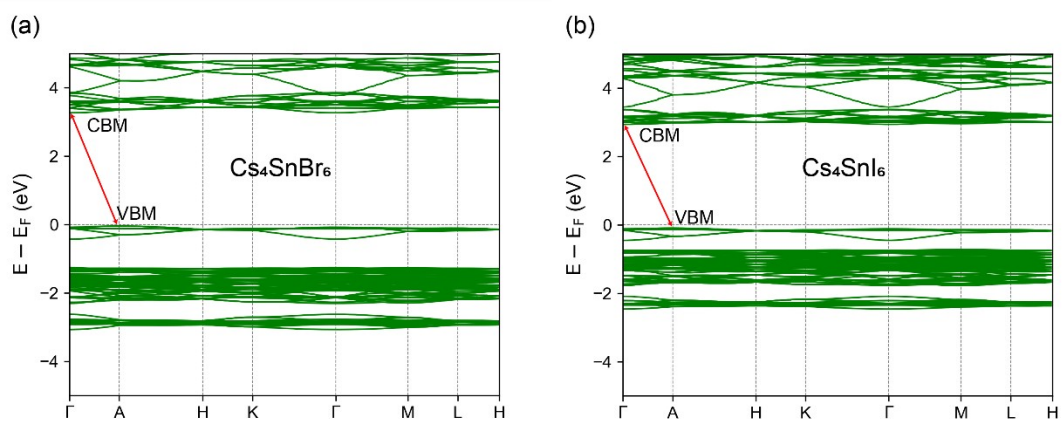 (a)
E − E_F (eV)
4
2
0
−2
−4
CBM
VBM
Cs₄SnBr₆
Γ A H K Γ M L H
(b)
E − E_F (eV)
4
2
0
−2
−4
CBM
VBM
Cs₄SnI₆
Γ A H K Γ M L H